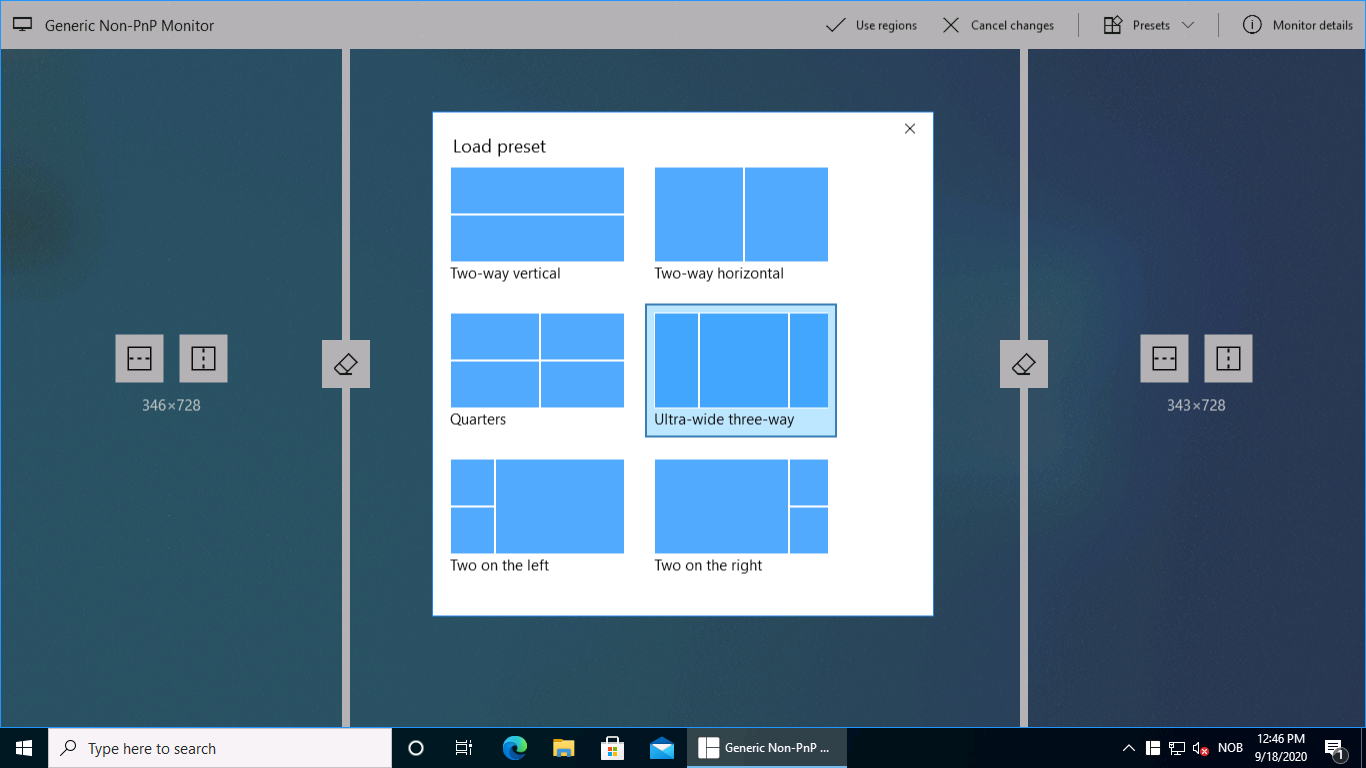 Generic Non-PnP Monitor
Use regions
Cancel changes
Presets
Monitor details
Load preset
Two-way vertical
Two-way horizontal
Quarters
Ultra-wide three-way
Two on the left
Two on the right
346×728
343×728
Type here to search
Generic Non-PnP ...
NOB
12:46 PM
9/18/2020
1